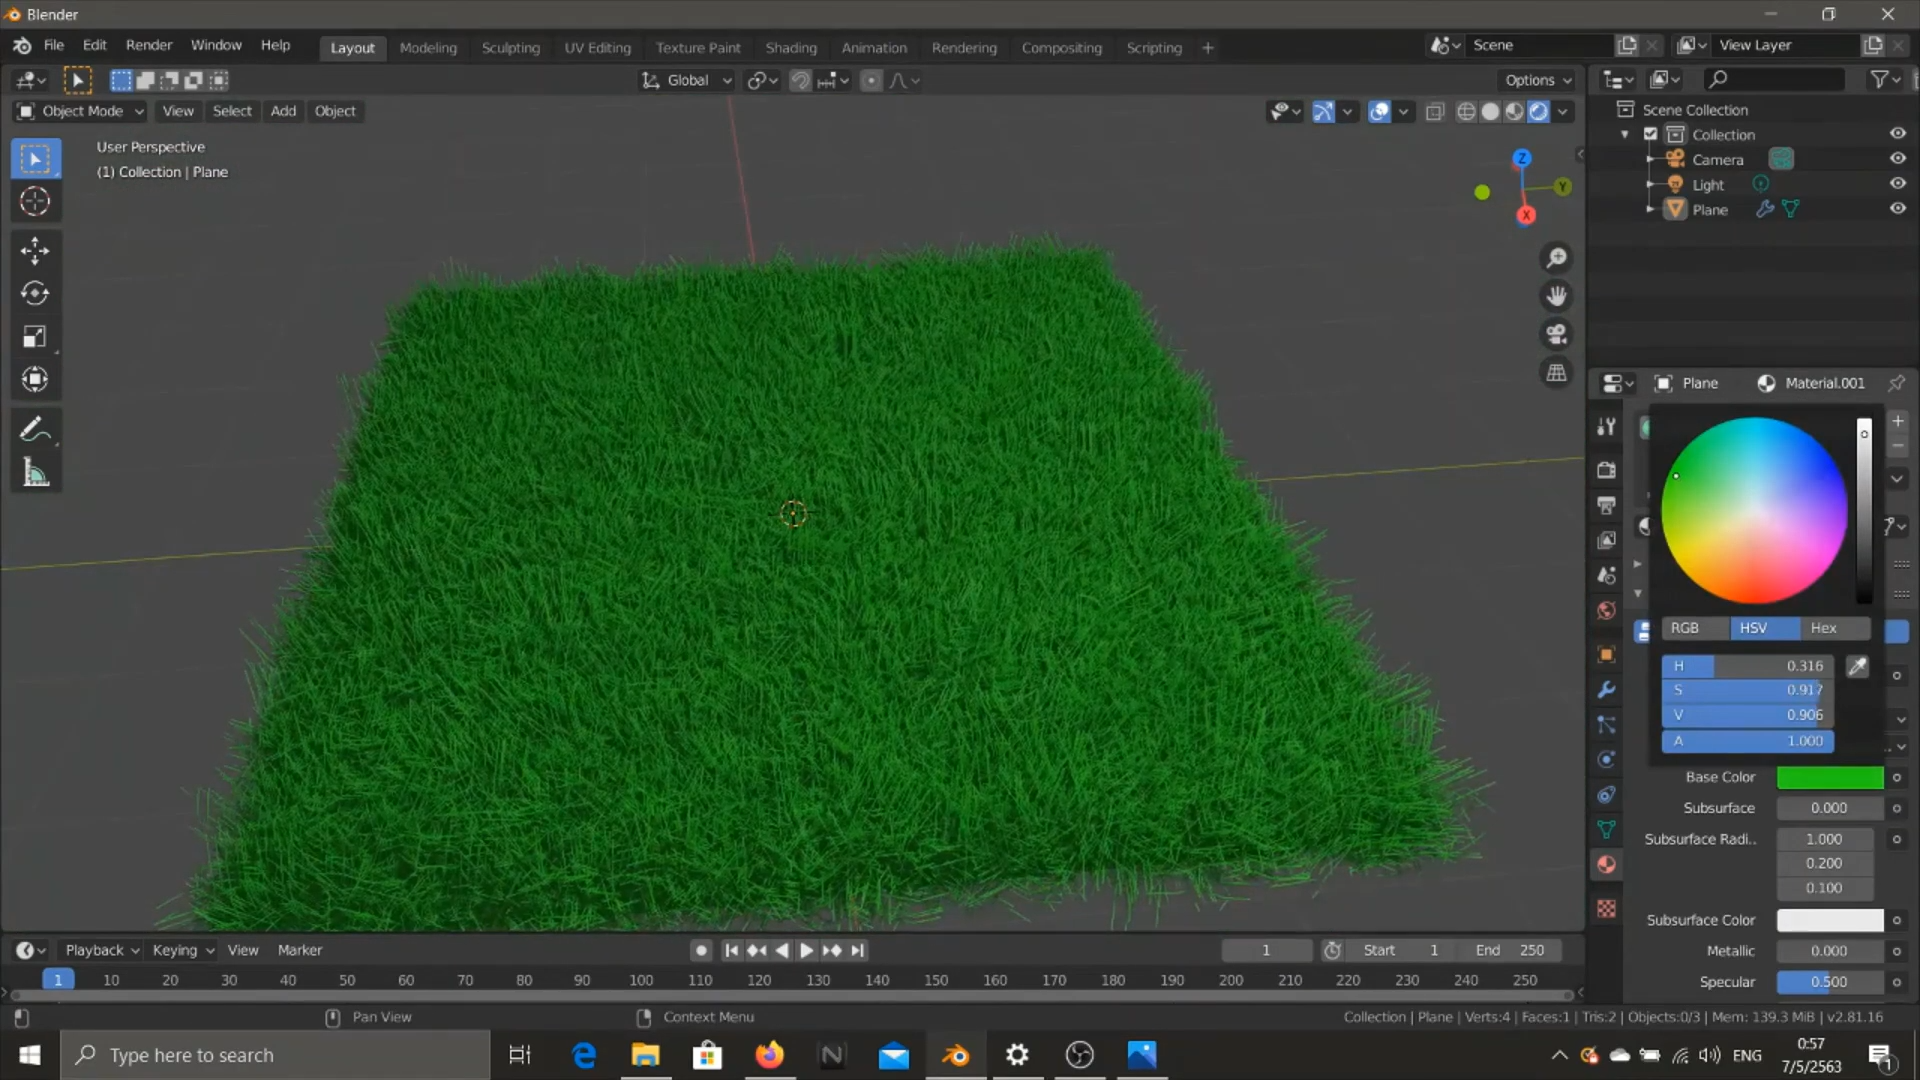 Blender
File Edit Render Window Help Layout Modeling Sculpting UV Editing Texture Paint Shading Animation Rendering Compositing Scripting + Scene View Layer
Global Options
Object Mode View Select Add Object
User Perspective
(1) Collection | Plane
Z
Y
X
Scene Collection
Collection
Camera
Light
Plane
Plane Material.001
RGB HSV Hex
H 0.316
S 0.917
V 0.906
A 1.000
Base Color
Subsurface 0.000
Subsurface Radi.. 1.000
0.200
0.100
Subsurface Color
Metallic 0.000
Specular 0.500
Playback Keying View Marker 1 Start 1 End 250
1 10 20 30 40 50 60 70 80 90 100 110 120 130 140 150 160 170 180 190 200 210 220 230 240 250
Pan View Context Menu Collection | Plane | Verts:4 | Faces:1 | Tris:2 | Objects:0/3 | Mem: 139.3 MiB | v2.81.16
Type here to search ENG 0:57
7/5/2563
1